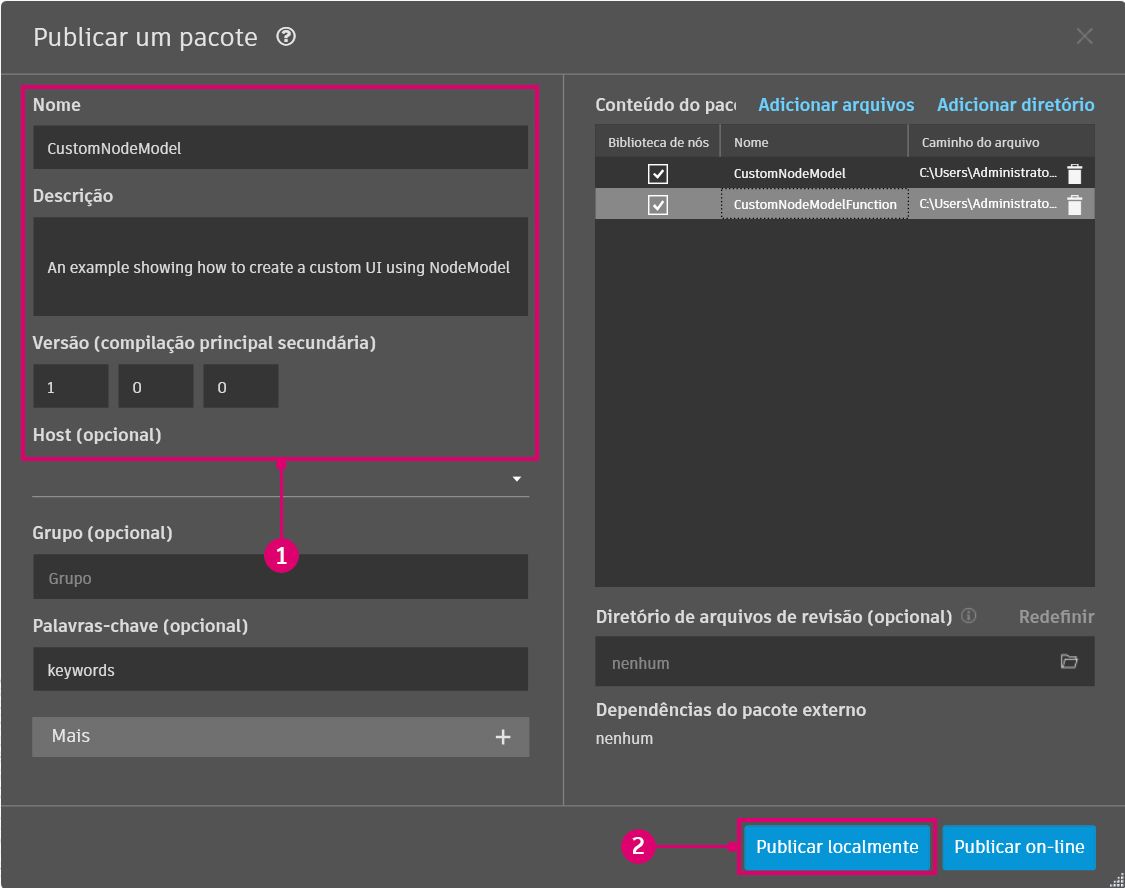 Publicar um pacote
Nome
CustomNodeModel
Descrição
An example showing how to create a custom UI using NodeModel
Versão (compilação principal secundária)
1 0 0
Host (opcional)
1
Grupo (opcional)
Grupo
Palavras-chave (opcional)
keywords
Mais
Conteúdo do pac Adicionar arquivos Adicionar diretório
Biblioteca de nós Nome Caminho do arquivo
CustomNodeModel C:\Users\Administrato...
CustomNodeModelFunction C:\Users\Administrato...
Diretório de arquivos de revisão (opcional) Redefinir
nenhum
Dependências do pacote externo
nenhum
2 Publicar localmente Publicar on-line